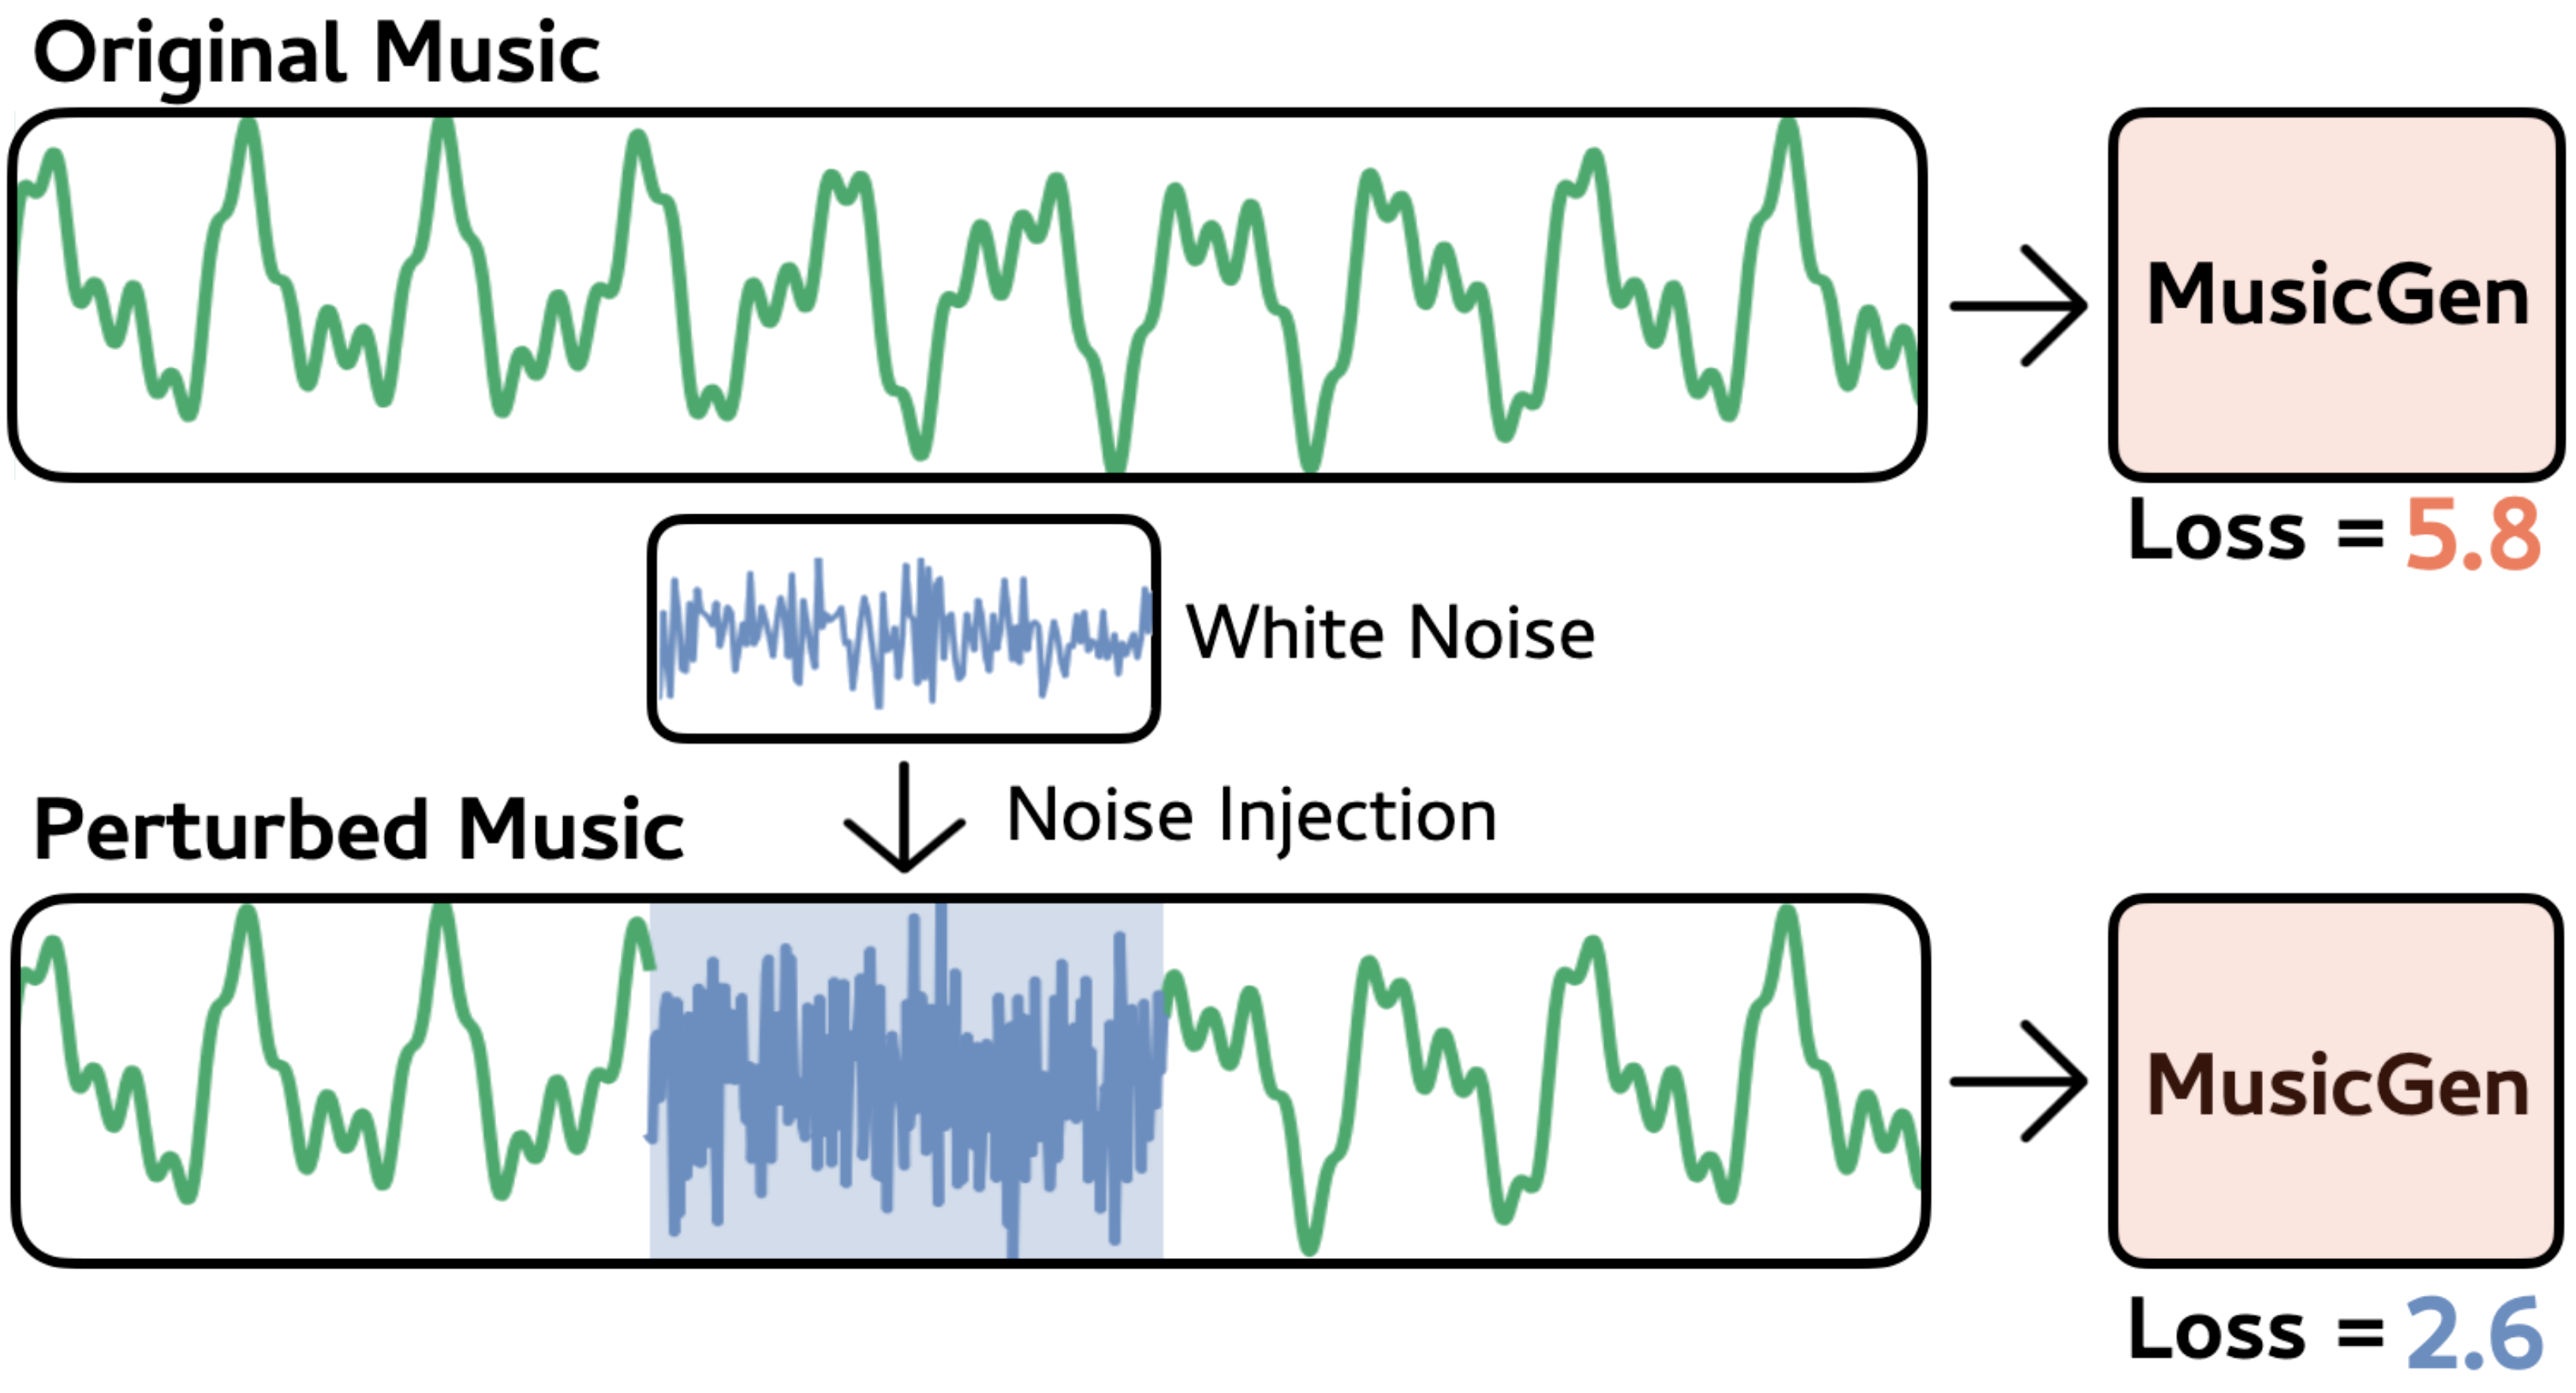 Original Music
MusicGen
Loss = 5.8
White Noise
Noise Injection
Perturbed Music
MusicGen
Loss = 2.6